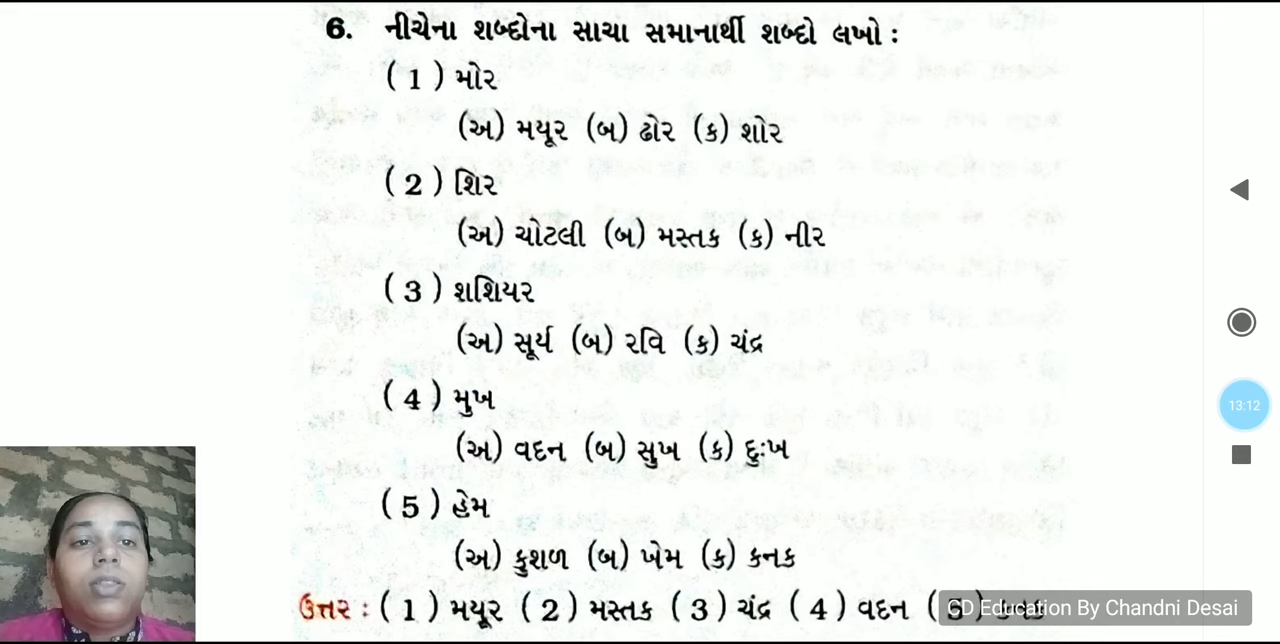 6. નીચેના શબ્દોના સાચા સમાનાર્થી શબ્દો લખો :
( 1 ) મોર
(અ) મયૂર (બ) ઢોર (ક) શોર
( 2 ) શિર
(અ) ચોટલી (બ) મસ્તક (ક) નીર
( 3 ) શશિયર
(અ) સૂર્ય (બ) રવિ (ક) ચંદ્ર
( 4 ) મુખ
(અ) વદન (બ) સુખ (ક) દુઃખ
( 5 ) હેમ
(અ) કુશળ (બ) ખેમ (ક) કનક
ઉત્તર : ( 1 ) મયૂર ( 2 ) મસ્તક ( 3 ) ચંદ્ર ( 4 ) વદન ( 5 )
CD Education By Chandni Desai
13:12